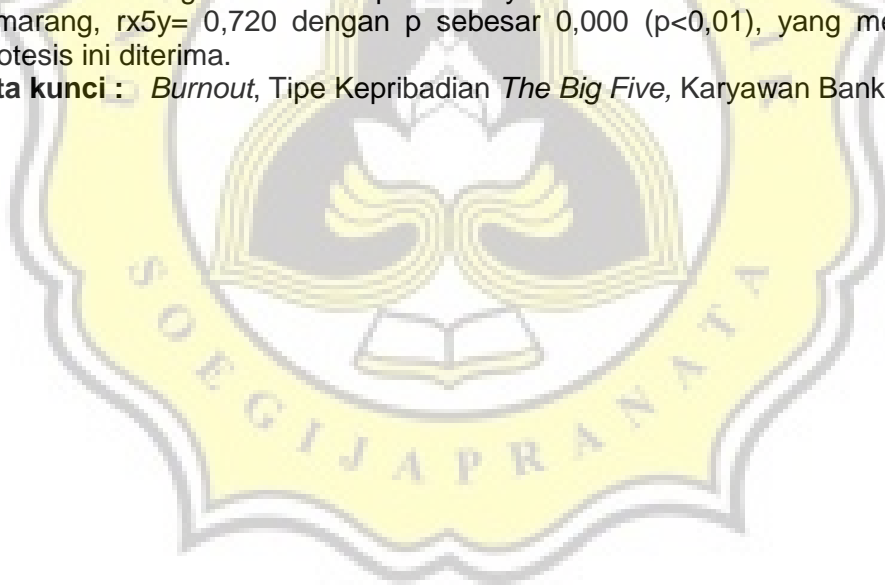 marang, rx5y= 0,720 dengan p sebesar 0,000 (p<0,01), yang me
otesis ini diterima.
ta kunci : Burnout, Tipe Kepribadian The Big Five, Karyawan Bank
SOEGIJAPRANATA